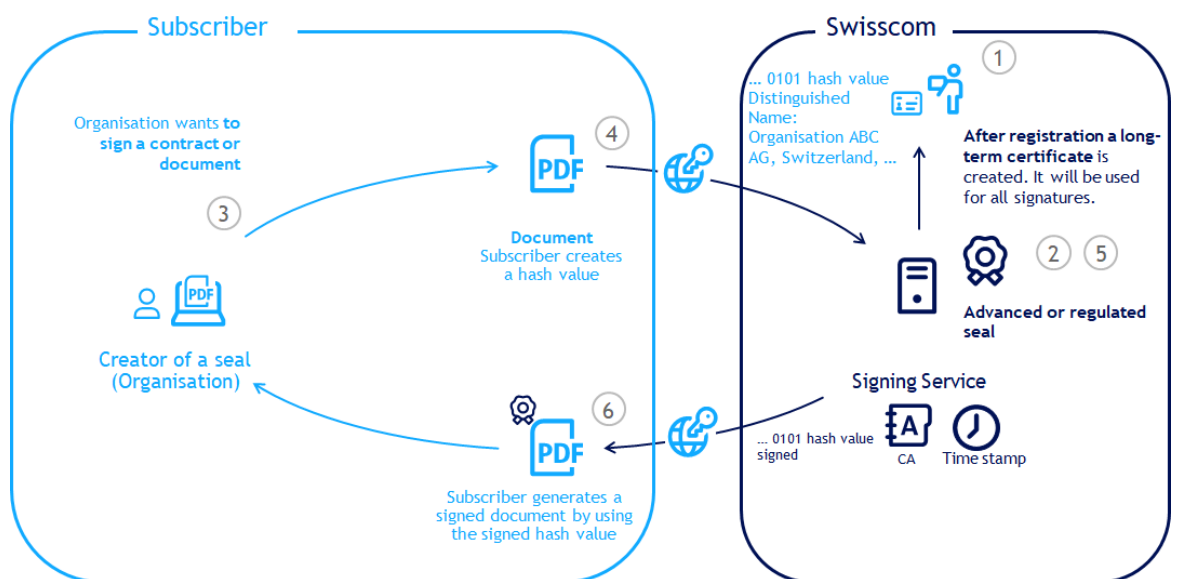 Subscriber
Swisscom
1
... 0101 hash value
Distinguished
Name:
Organisation ABC
AG, Switzerland, ...
After registration a long-
term certificate is
created. It will be used
for all signatures.
Organisation wants to
sign a contract or
document
3
PDF
4
Document
Subscriber creates
a hash value
2
5
Advanced or regulated
seal
PDF
Creator of a seal
(Organisation)
Signing Service
A
CA
Time stamp
... 0101 hash value
signed
6
PDF
Subscriber generates a
signed document by using
the signed hash value